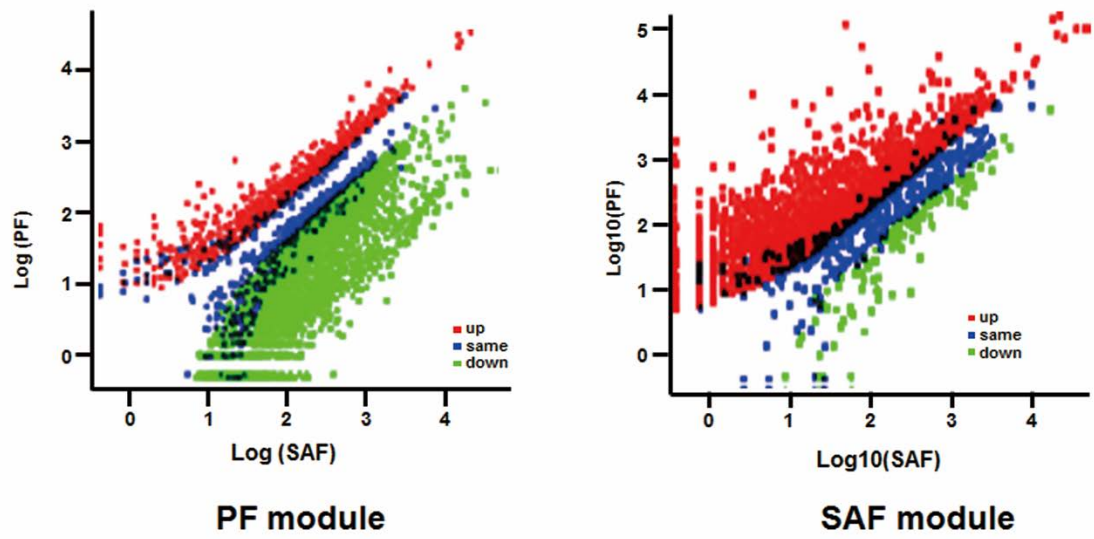 Log (PF)
4
3
2
1
0
up
same
down
0 1 2 3 4
Log (SAF)
PF module
Log10(PF)
5
4
3
2
1
0
up
same
down
0 1 2 3 4
Log10(SAF)
SAF module